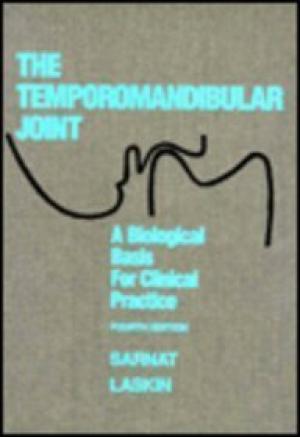 THE
TEMPOROMANDIBULAR
JOINT
A Biological
Basis
For Clinical
Practice
FOURTH EDITION
SARNAT
LASKIN